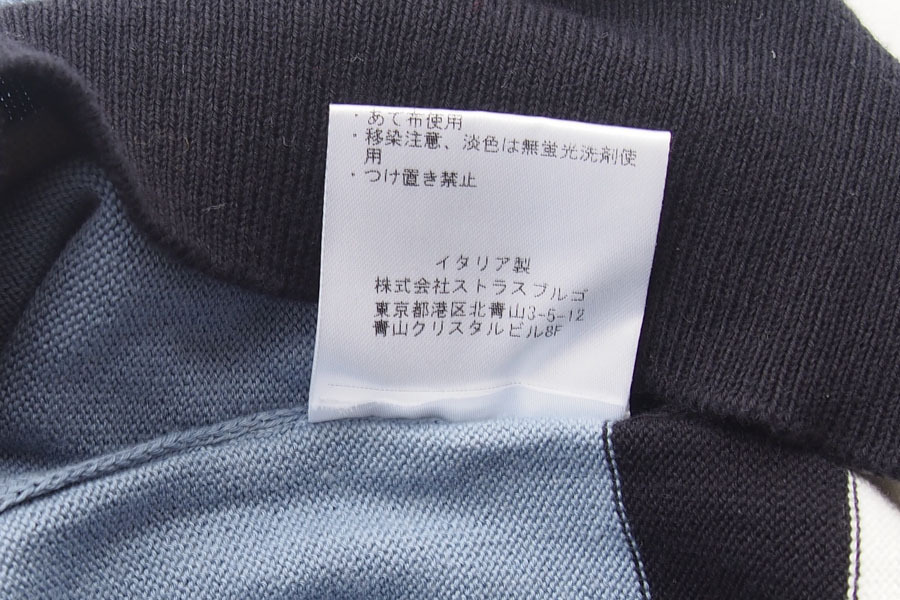 ・あて布使用
・移染注意、淡色は無蛍光洗剤使
用
・つけ置き禁止
イタリア製
株式会社ストラスブルゴ
東京都港区北青山3-5-12
青山クリスタルビル8F